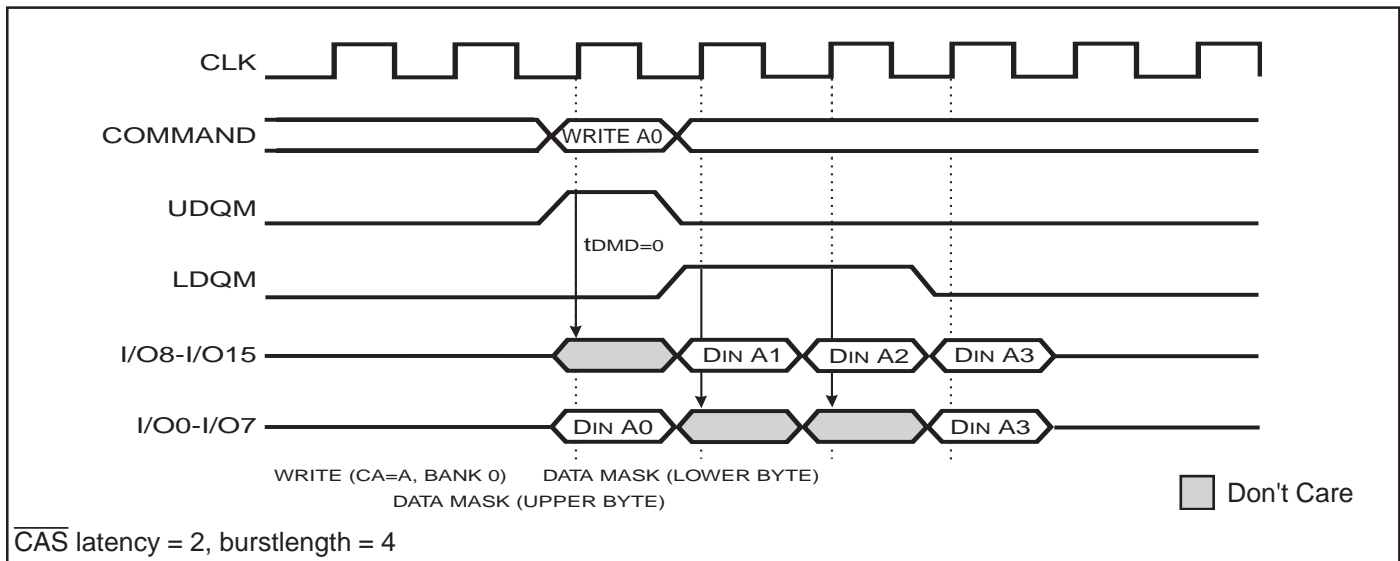 CLK
COMMAND
WRITE A0
UDQM
tDMD=0
LDQM
I/O8-I/O15
DIN A1
DIN A2
DIN A3
I/O0-I/O7
DIN A0
DIN A3
WRITE (CA=A, BANK 0) DATA MASK (LOWER BYTE)
DATA MASK (UPPER BYTE)
Don't Care
CAS latency = 2, burstlength = 4